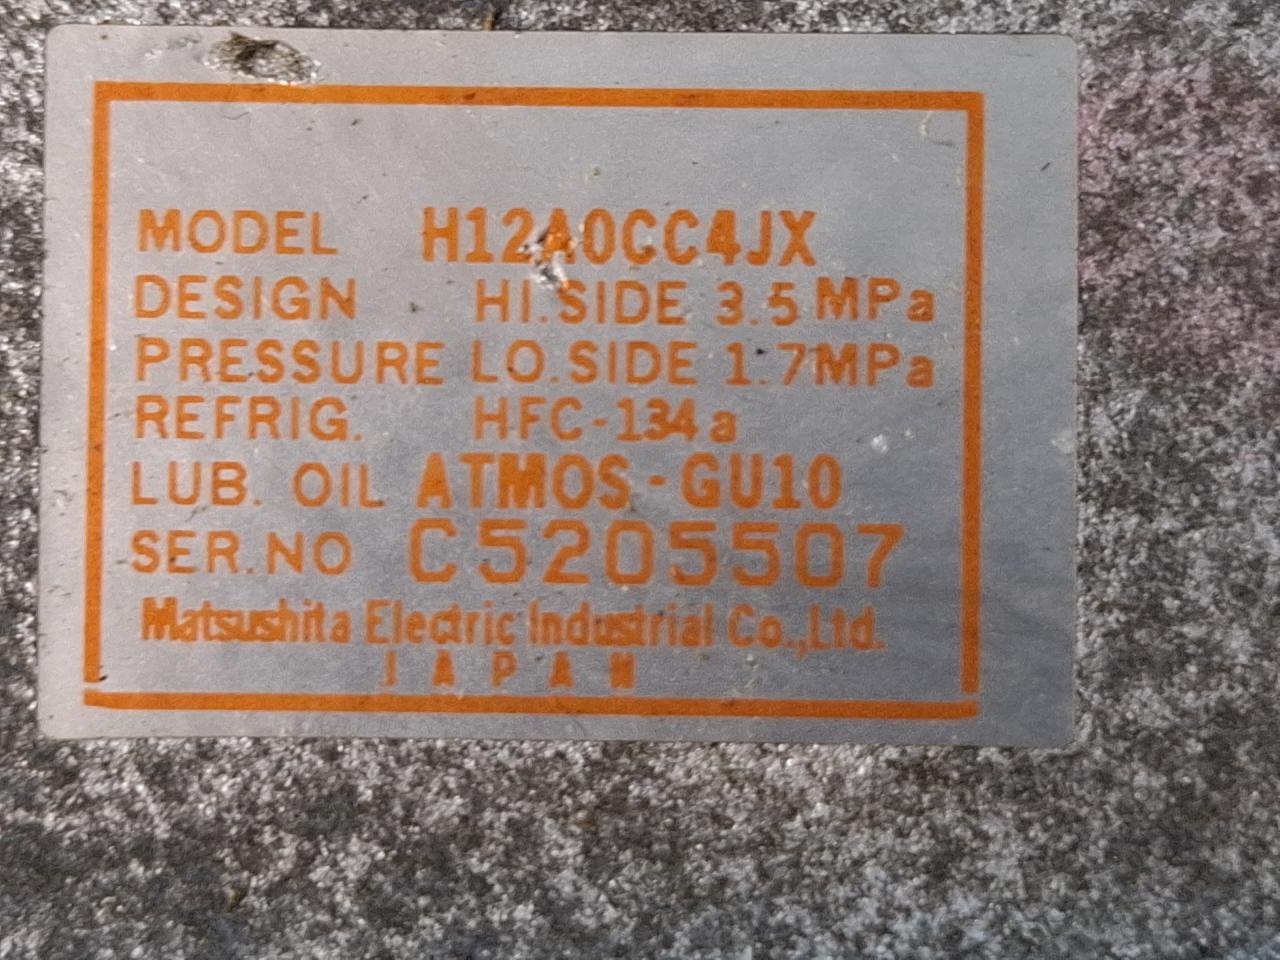 MODEL H12A0CC4JX
DESIGN HI.SIDE 3.5 MPa
PRESSURE LO.SIDE 1.7MPa
REFRIG. HFC-134a
LUB. OIL ATMOS-GU10
SER.NO C5205507
Matsushita Electric Industrial Co.,Ltd.
JAPAN